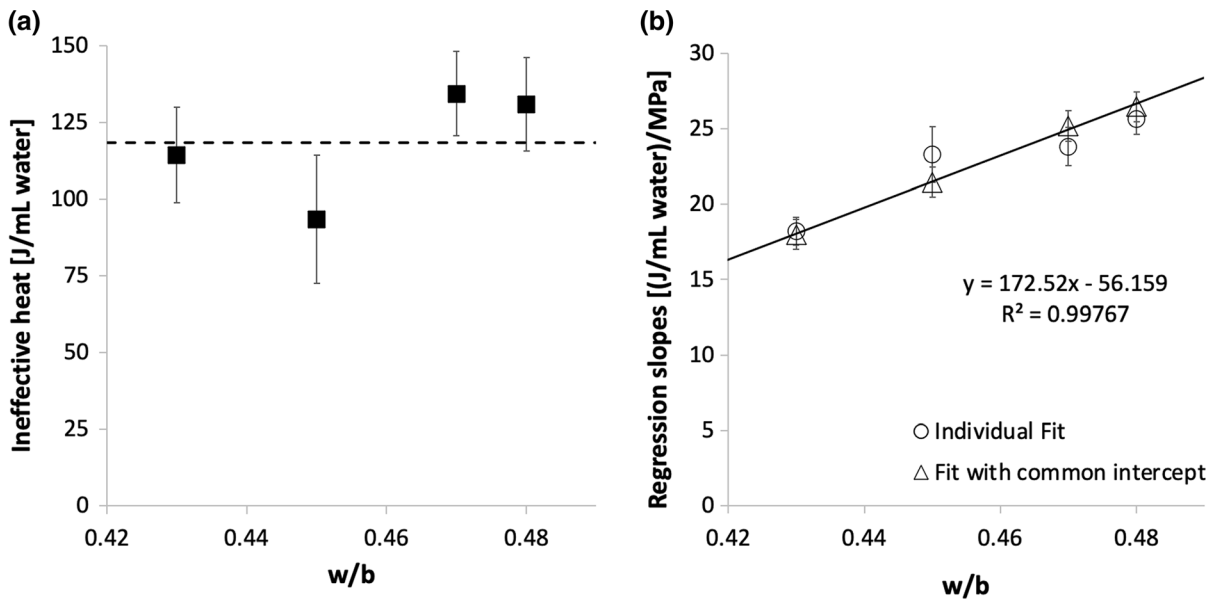 (a)
150
125
100
75
50
25
0
Ineffective heat [J/mL water]
0.42
0.44
0.46
0.48
w/b
(b)
30
25
20
15
10
5
0
Regression slopes [(J/mL water)/MPa]
y = 172.52x - 56.159
R² = 0.99767
Individual Fit
Fit with common intercept
0.42
0.44
0.46
0.48
w/b